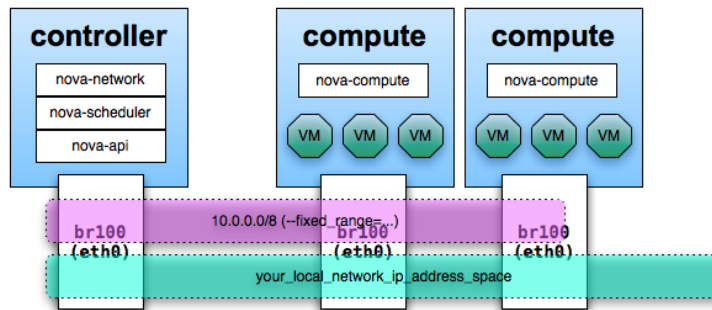 controller
nova-network
nova-scheduler
nova-api
compute
nova-compute
VM VM VM
compute
nova-compute
VM VM VM
10.0.0.0/8 (--fixed_range=...)
br100
(eth0)
br100
(eth0)
br100
(eth0)
your_local_network_ip_address_space